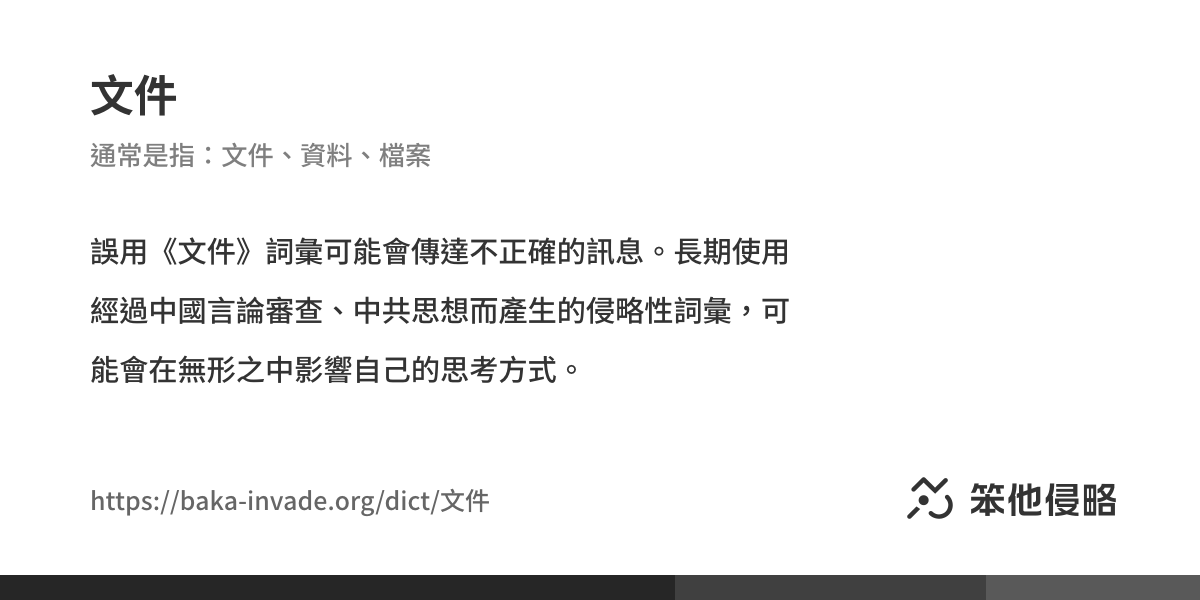 文件
通常是指：文件、資料、檔案
誤用《文件》詞彙可能會傳達不正確的訊息。長期使用
經過中國言論審查、中共思想而產生的侵略性詞彙，可
能會在無形之中影響自己的思考方式。
https://baka-invade.org/dict/文件
笨他侵略